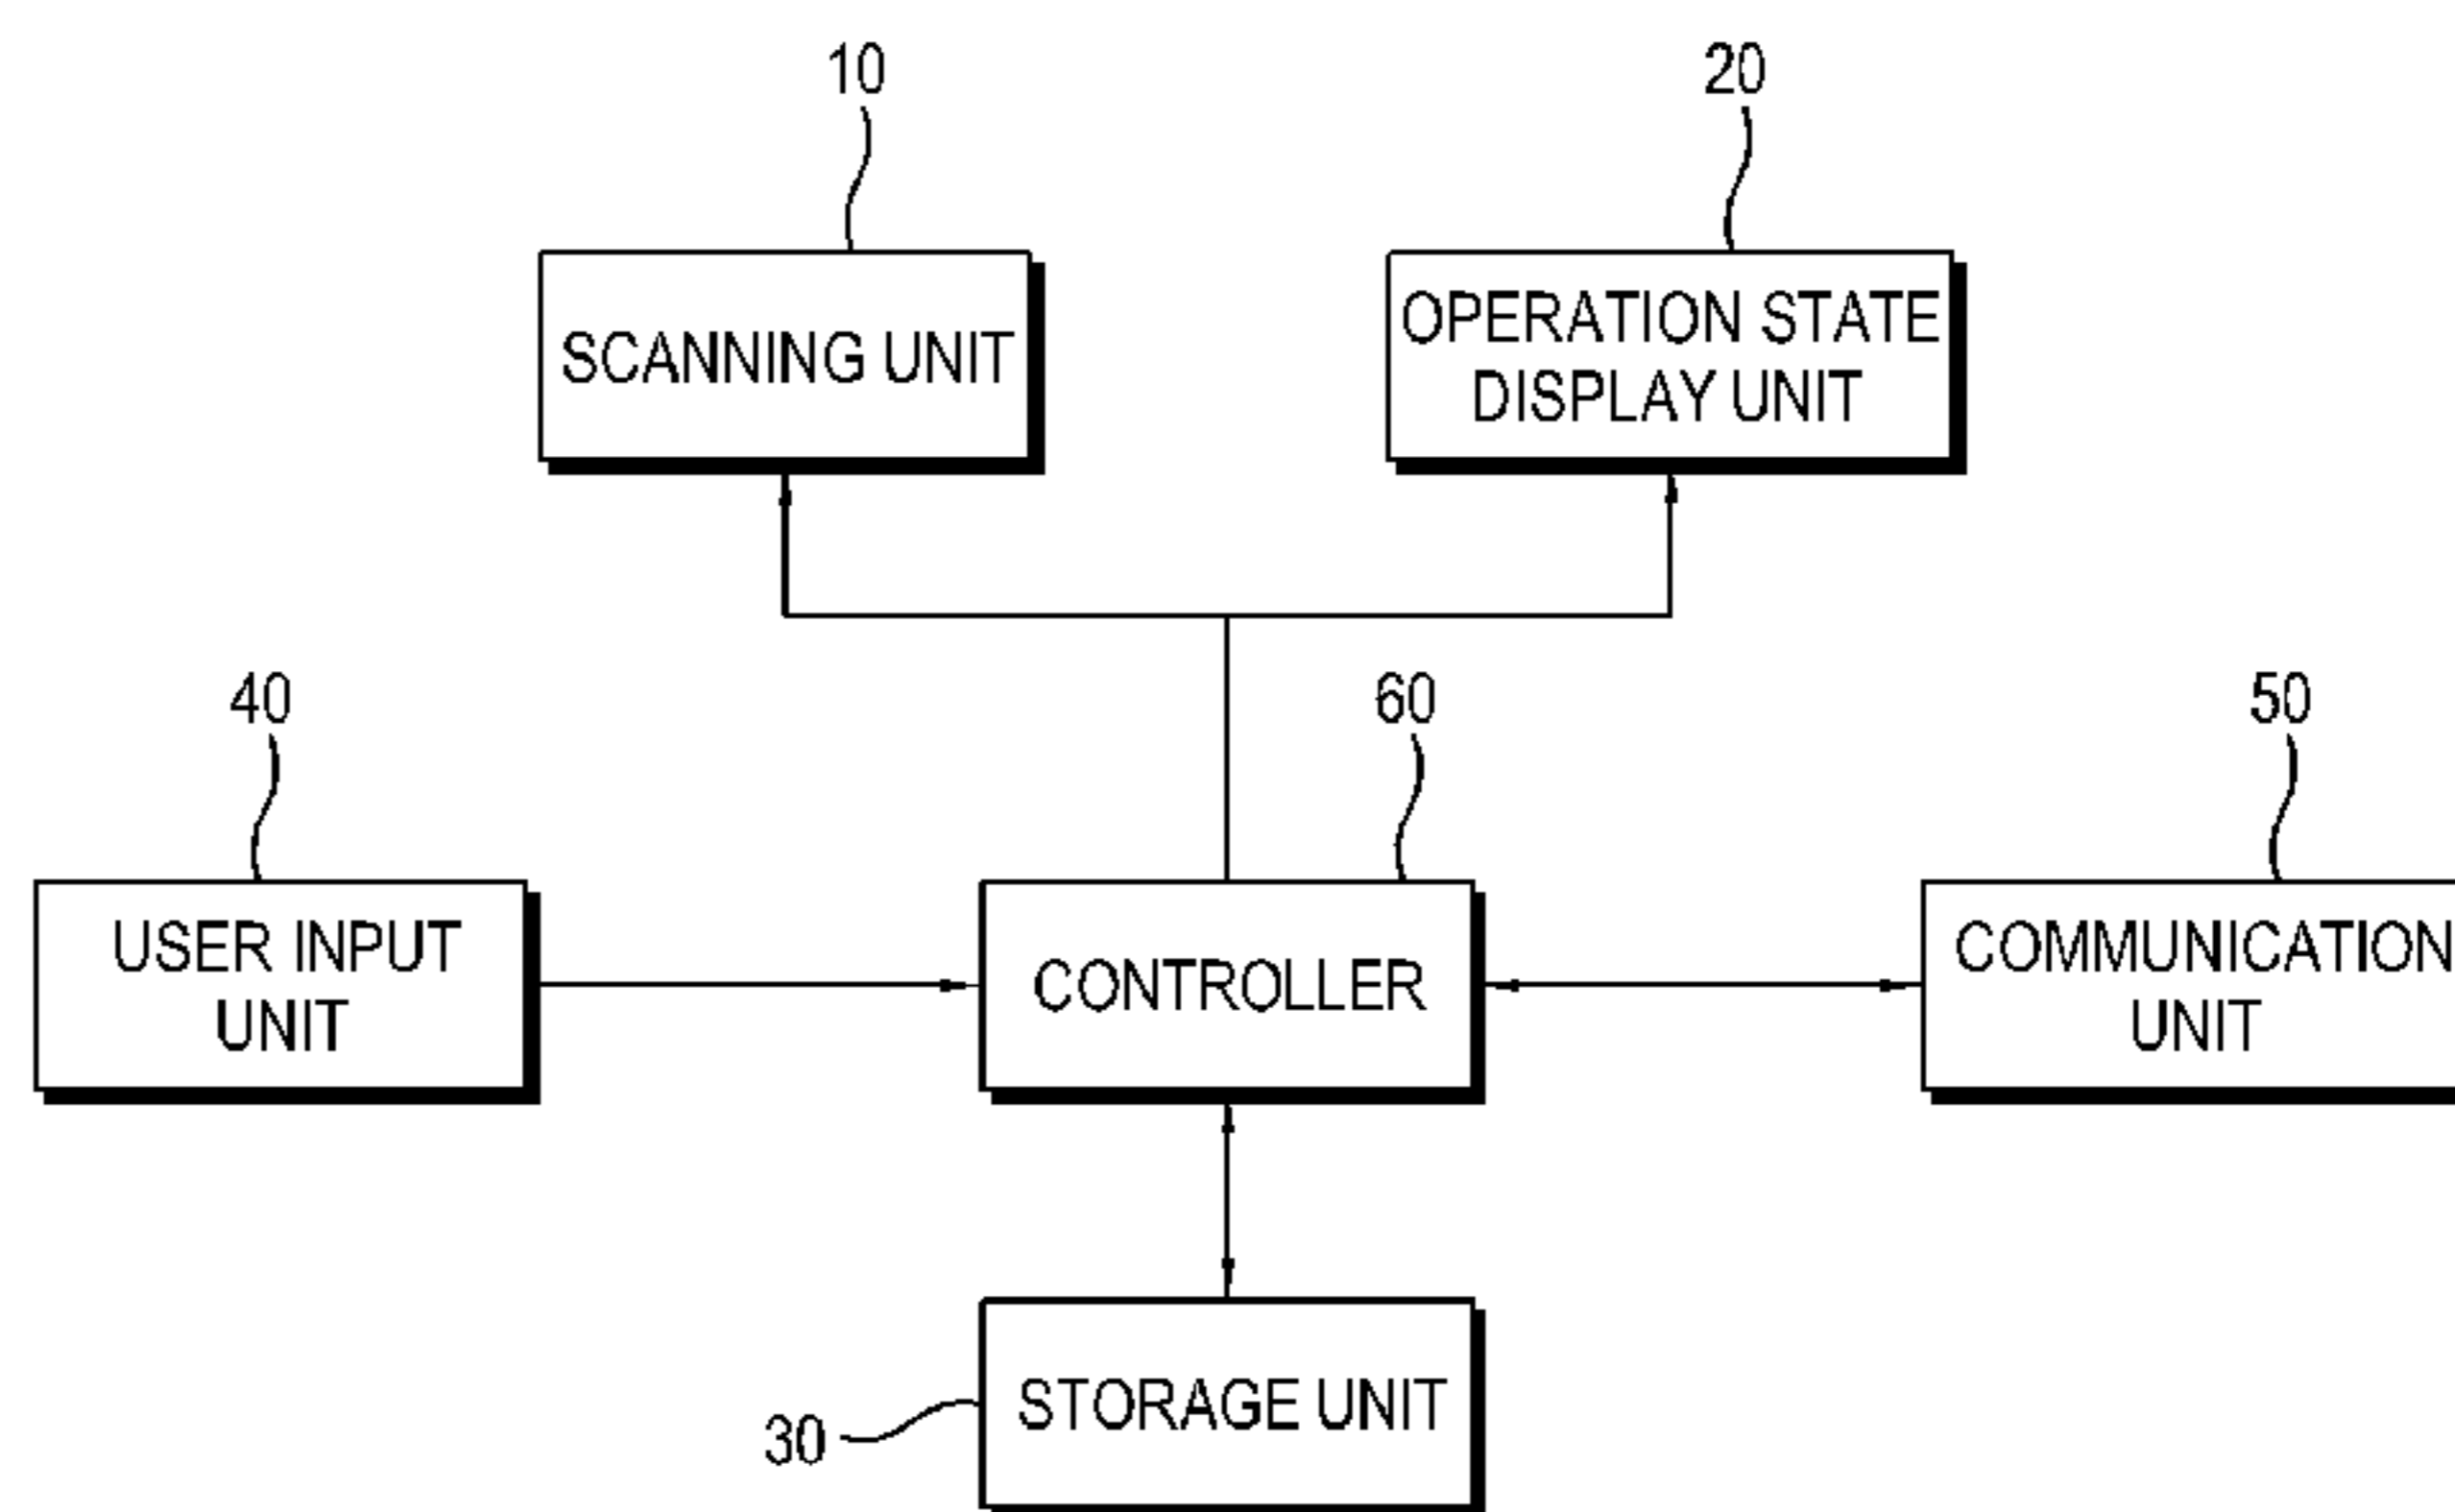 10
20
SCANNING UNIT
OPERATION STATE
DISPLAY UNIT
40
60
50
USER INPUT
UNIT
CONTROLLER
COMMUNICATION
UNIT
STORAGE UNIT
30